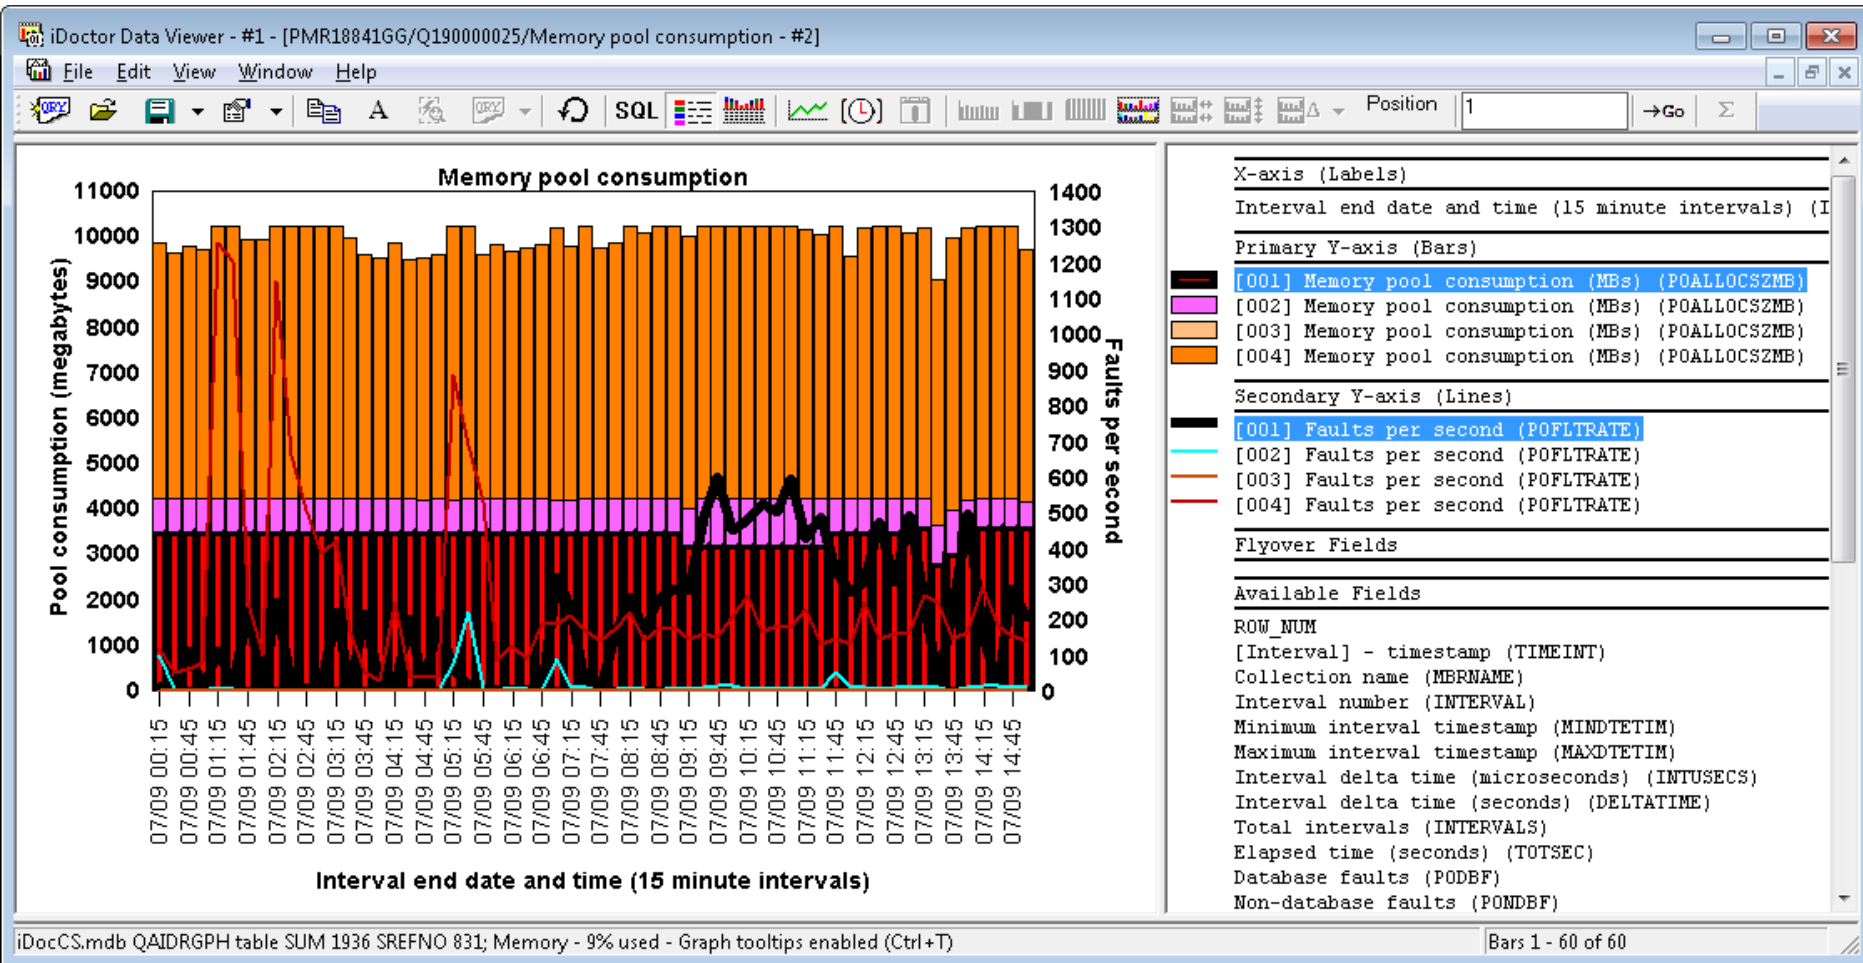 iDoctor Data Viewer - #1 - [PMR18841GG/Q190000025/Memory pool consumption - #2]
File Edit View Window Help
QRY A QRY SQL Position 1 →Go Σ
Memory pool consumption
11000
10000
9000
8000
7000
6000
5000
4000
3000
2000
1000
0
Pool consumption (megabytes)
1400
1300
1200
1100
1000
900
800
700
600
500
400
300
200
100
0
Faults per second
07/09 00:15
07/09 00:45
07/09 01:15
07/09 01:45
07/09 02:15
07/09 02:45
07/09 03:15
07/09 03:45
07/09 04:15
07/09 04:45
07/09 05:15
07/09 05:45
07/09 06:15
07/09 06:45
07/09 07:15
07/09 07:45
07/09 08:15
07/09 08:45
07/09 09:15
07/09 09:45
07/09 10:15
07/09 10:45
07/09 11:15
07/09 11:45
07/09 12:15
07/09 12:45
07/09 13:15
07/09 13:45
07/09 14:15
07/09 14:45
Interval end date and time (15 minute intervals)
X-axis (Labels)
Interval end date and time (15 minute intervals) (I
Primary Y-axis (Bars)
[001] Memory pool consumption (MBs) (POALLOCSZMB)
[002] Memory pool consumption (MBs) (POALLOCSZMB)
[003] Memory pool consumption (MBs) (POALLOCSZMB)
[004] Memory pool consumption (MBs) (POALLOCSZMB)
Secondary Y-axis (Lines)
[001] Faults per second (POFLTRATE)
[002] Faults per second (POFLTRATE)
[003] Faults per second (POFLTRATE)
[004] Faults per second (POFLTRATE)
Flyover Fields
Available Fields
ROW_NUM
[Interval] - timestamp (TIMEINT)
Collection name (MBRNAME)
Interval number (INTERVAL)
Minimum interval timestamp (MINDTETIM)
Maximum interval timestamp (MAXDTETIM)
Interval delta time (microseconds) (INTUSECS)
Interval delta time (seconds) (DELTATIME)
Total intervals (INTERVALS)
Elapsed time (seconds) (TOTSEC)
Database faults (PODBF)
Non-database faults (PONDBF)
iDocCS.mdb QAIDRGPH table SUM 1936 SREFNO 831; Memory - 9% used - Graph tooltips enabled (Ctrl+T)
Bars 1 - 60 of 60